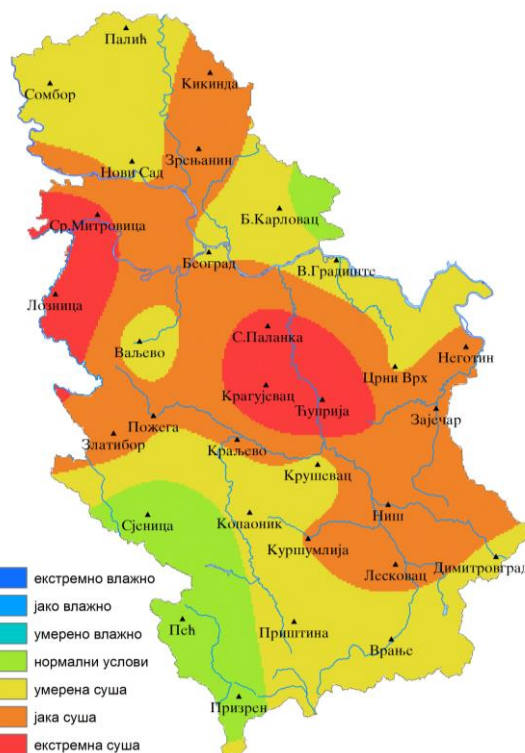 Палић
Кикинда
Сомбор
Зрењанин
Нови Сад
Б.Карловац
Ср.Митровица
Београд
В.Градиште
Лозница
С.Паланка
Ваљево
Неготин
Црни Врх
Крагујевац
Ћуприја
Зајечар
Пожега
Златибор
Краљево
Крушевац
Сјеница
Копаоник
Ниш
Куршумлија
Димитровград
Лесковац
Пећ
Приштина
Врање
Призрен
екстремно влажно
јако влажно
умерено влажно
нормални услови
умерена суша
јака суша
екстремна суша